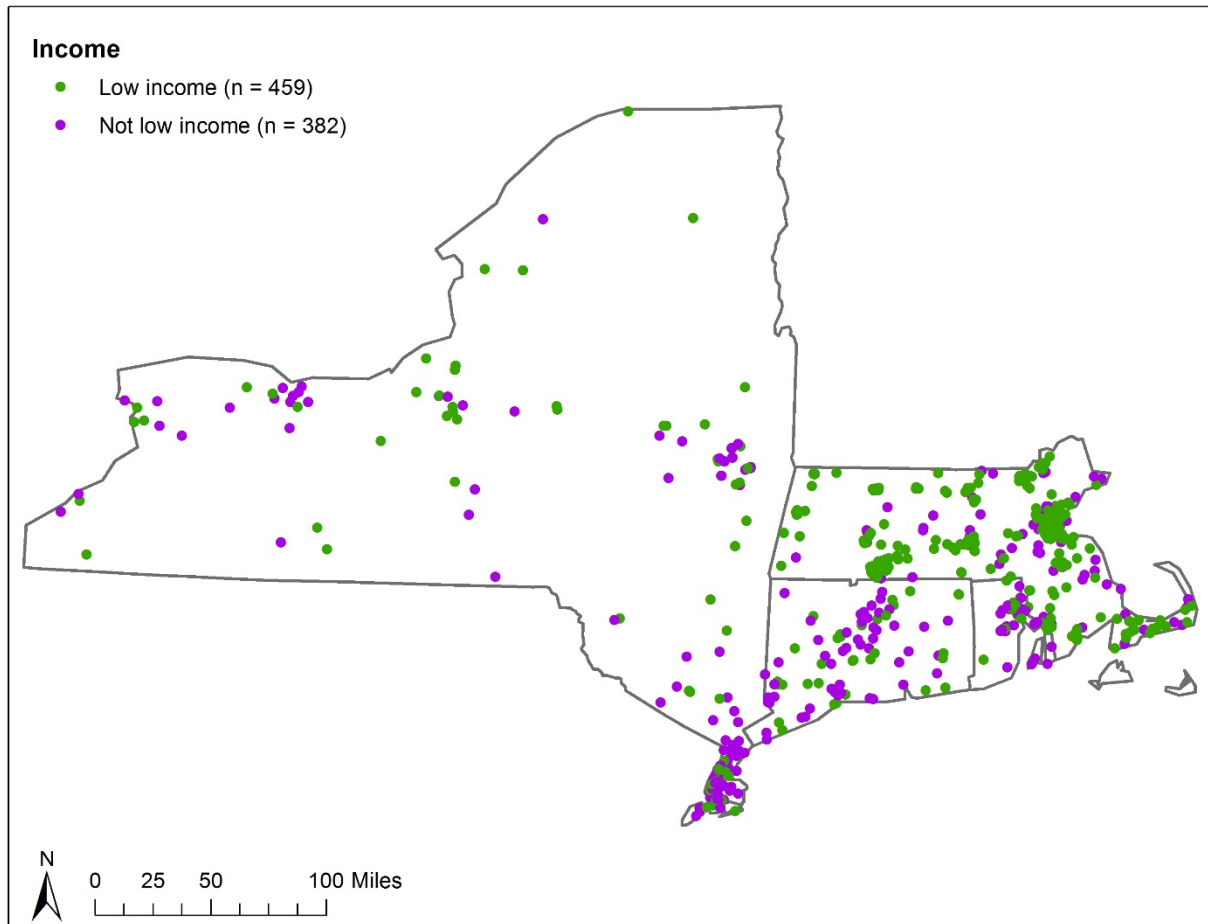 Income
Low income (n = 459)
Not low income (n = 382)
N
0 25 50 100 Miles